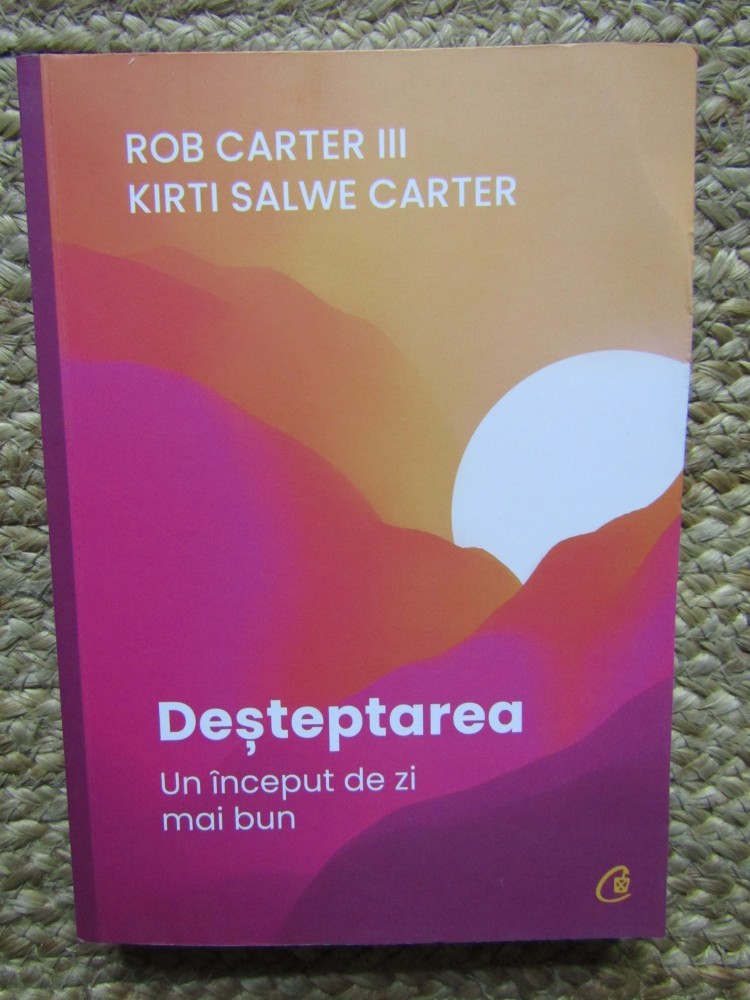 ROB CARTER III
KIRTI SALWE CARTER
Deșteptarea
Un început de zi
mai bun